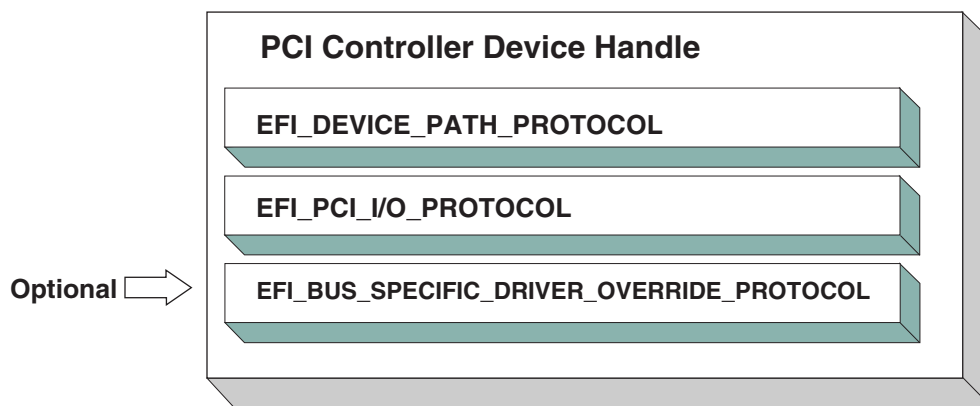 PCI Controller Device Handle
EFI_DEVICE_PATH_PROTOCOL
EFI_PCI_I/O_PROTOCOL
Optional
EFI_BUS_SPECIFIC_DRIVER_OVERRIDE_PROTOCOL